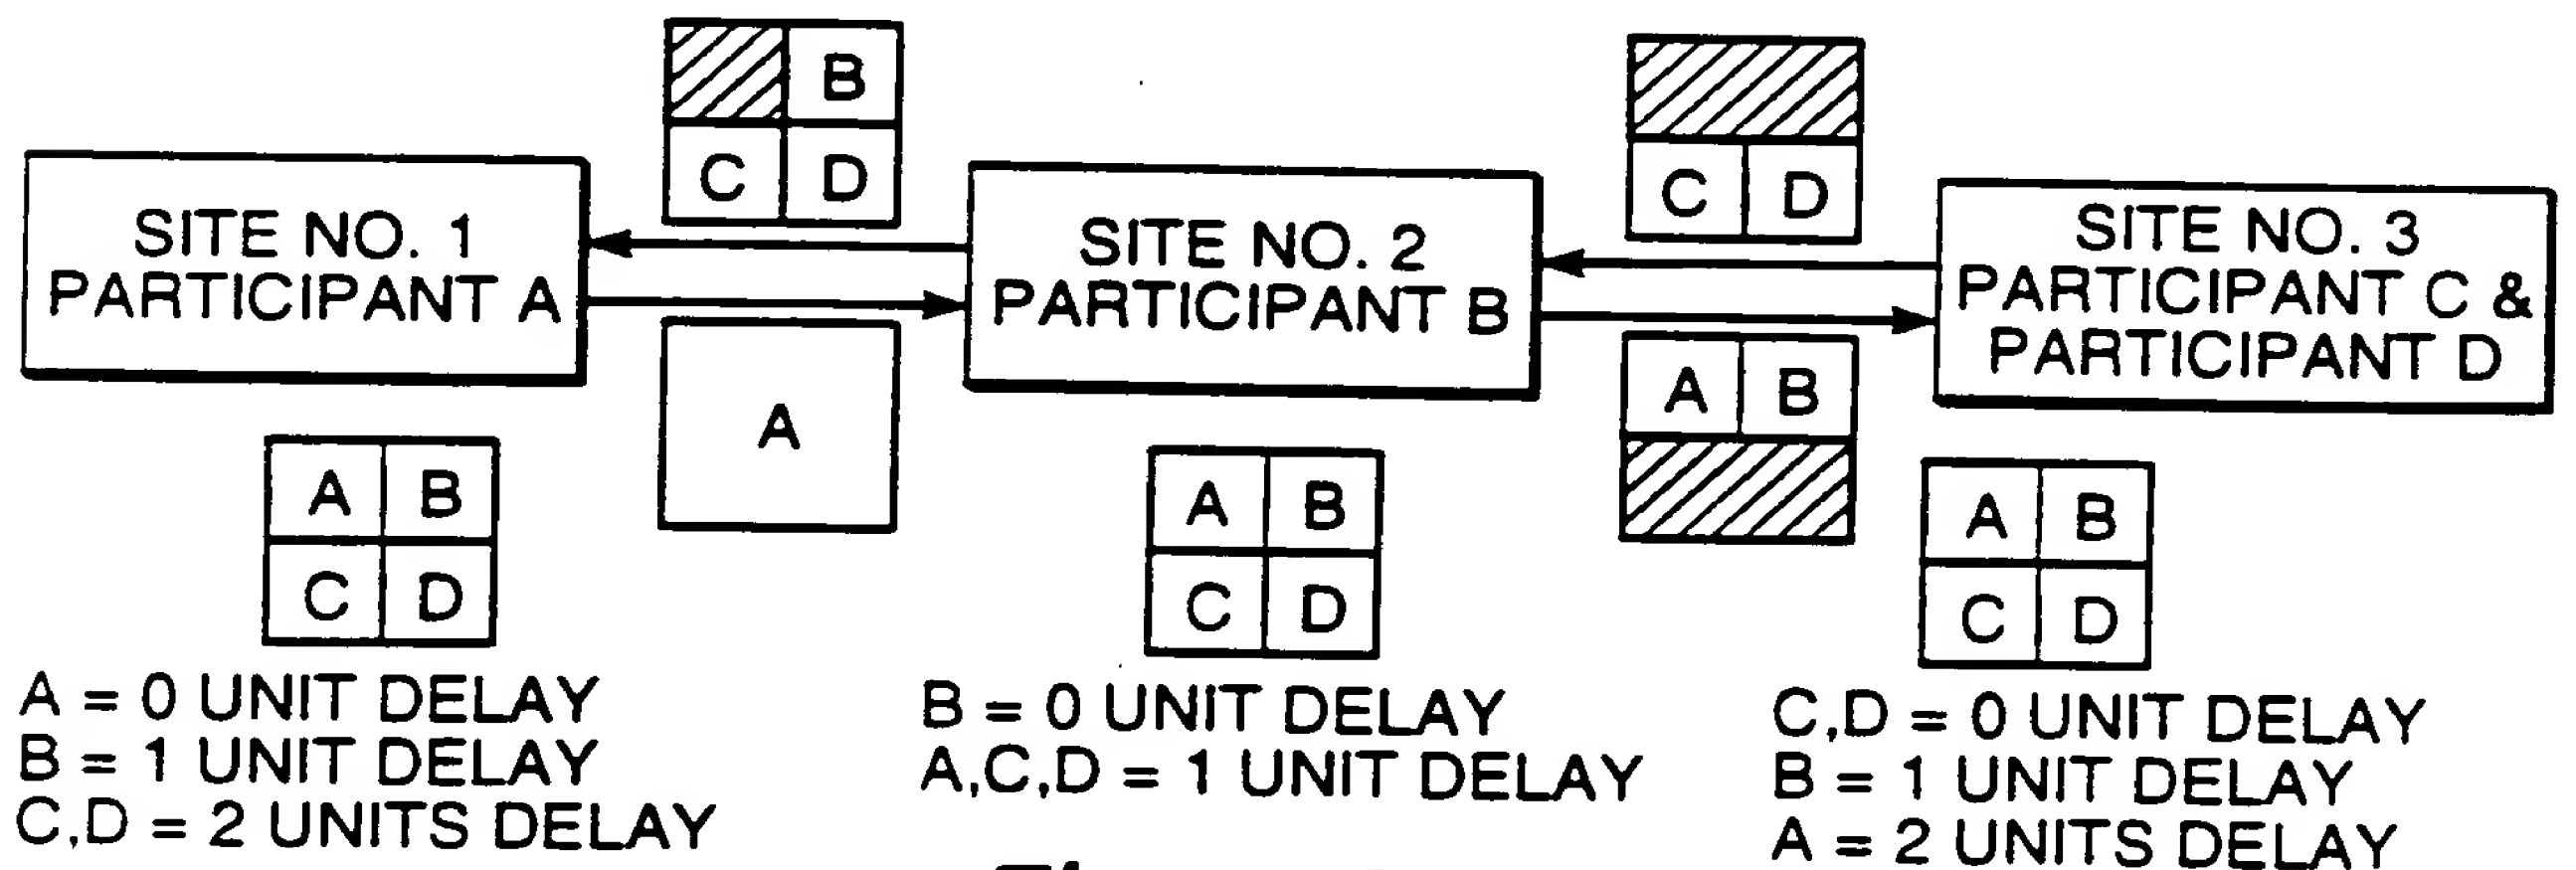 B
C D
C D
SITE NO. 1
PARTICIPANT A
SITE NO. 2
PARTICIPANT B
SITE NO. 3
PARTICIPANT C &
PARTICIPANT D
A
A B
A B
C D
A B
C D
A B
C D
A = 0 UNIT DELAY
B = 1 UNIT DELAY
C,D = 2 UNITS DELAY
B = 0 UNIT DELAY
A,C,D = 1 UNIT DELAY
C,D = 0 UNIT DELAY
B = 1 UNIT DELAY
A = 2 UNITS DELAY